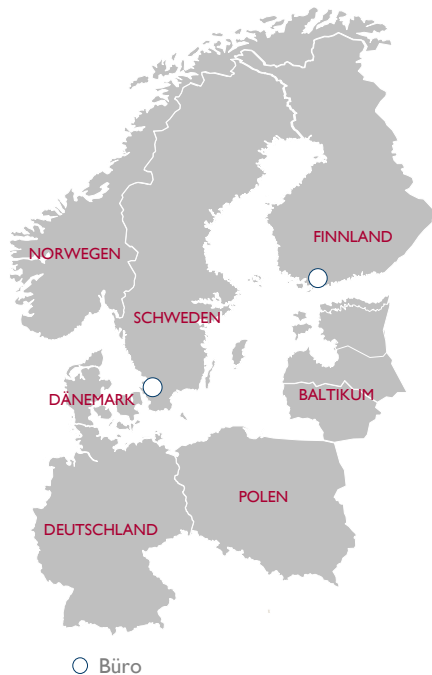 FINNLAND
NORWEGEN
SCHWEDEN
BALTIKUM
DÄNEMARK
POLEN
DEUTSCHLAND
Büro